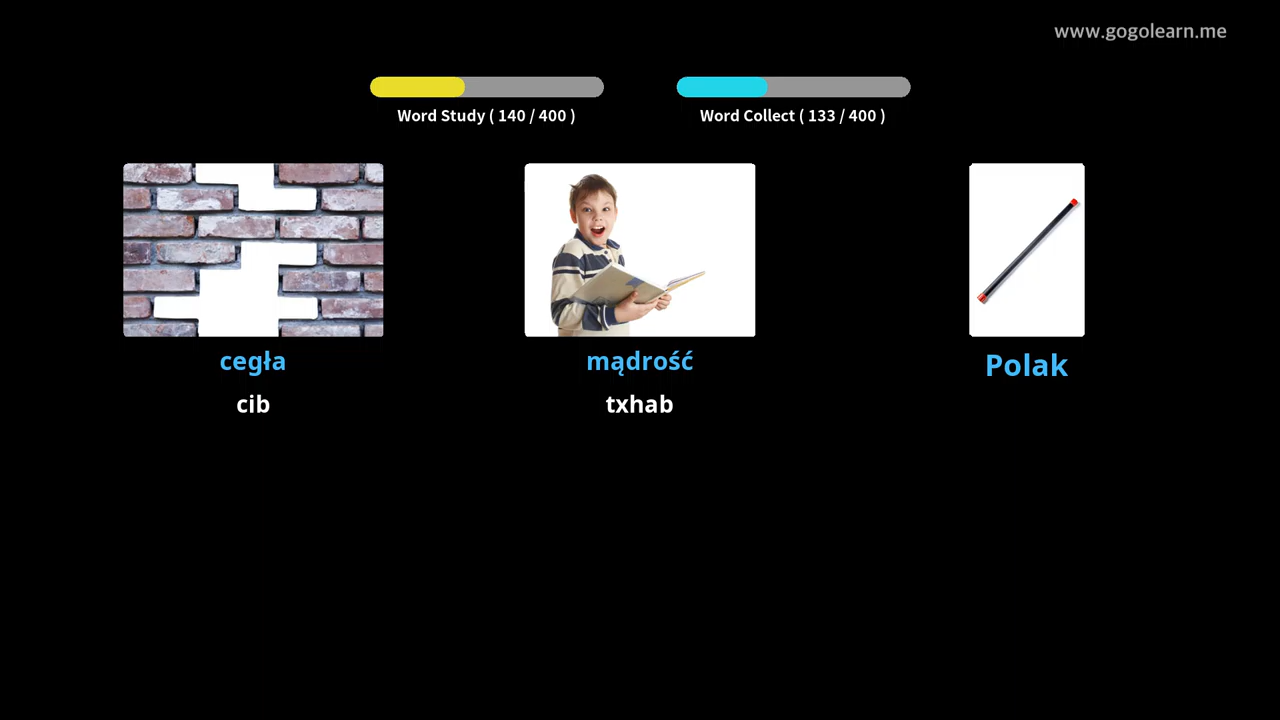 www.gogolearn.me
Word Study ( 140 / 400 )
Word Collect ( 133 / 400 )
cegła
mądrość
Polak
cib
txhab